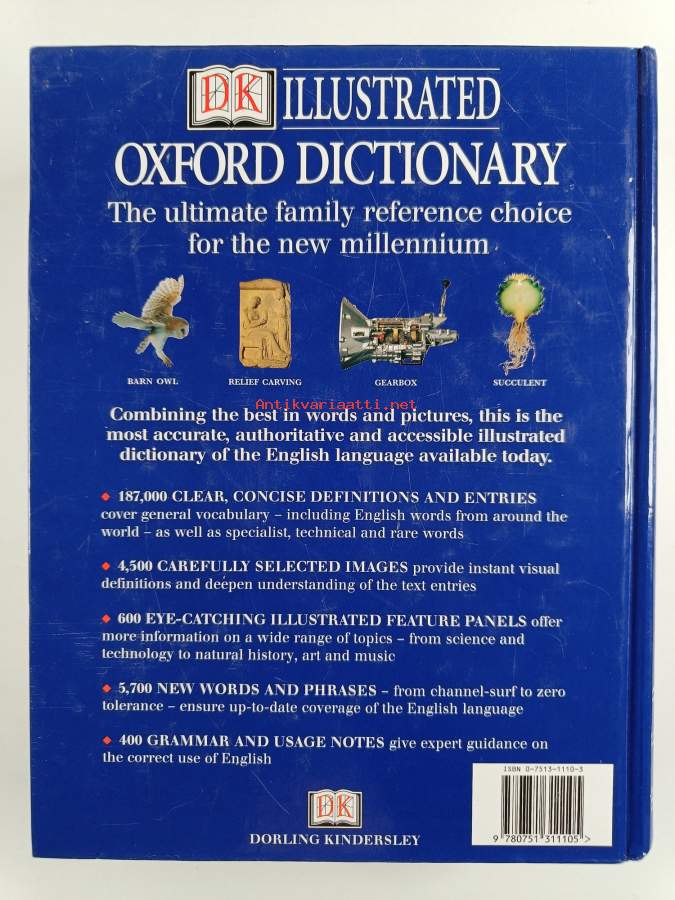 DK ILLUSTRATED
OXFORD DICTIONARY
The ultimate family reference choice
for the new millennium
BARN OWL RELIEF CARVING GEARBOX SUCCULENT
Antikvariaatti.net
Combining the best in words and pictures, this is the
most accurate, authoritative and accessible illustrated
dictionary of the English language available today.
◆ 187,000 CLEAR, CONCISE DEFINITIONS AND ENTRIES
cover general vocabulary – including English words from around the
world – as well as specialist, technical and rare words
◆ 4,500 CAREFULLY SELECTED IMAGES provide instant visual
definitions and deepen understanding of the text entries
◆ 600 EYE-CATCHING ILLUSTRATED FEATURE PANELS offer
more information on a wide range of topics – from science and
technology to natural history, art and music
◆ 5,700 NEW WORDS AND PHRASES – from channel-surf to zero
tolerance – ensure up-to-date coverage of the English language
◆ 400 GRAMMAR AND USAGE NOTES give expert guidance on
the correct use of English
ISBN 0-7513-1110-3
9 780751 311105 >
DK
DORLING KINDERSLEY